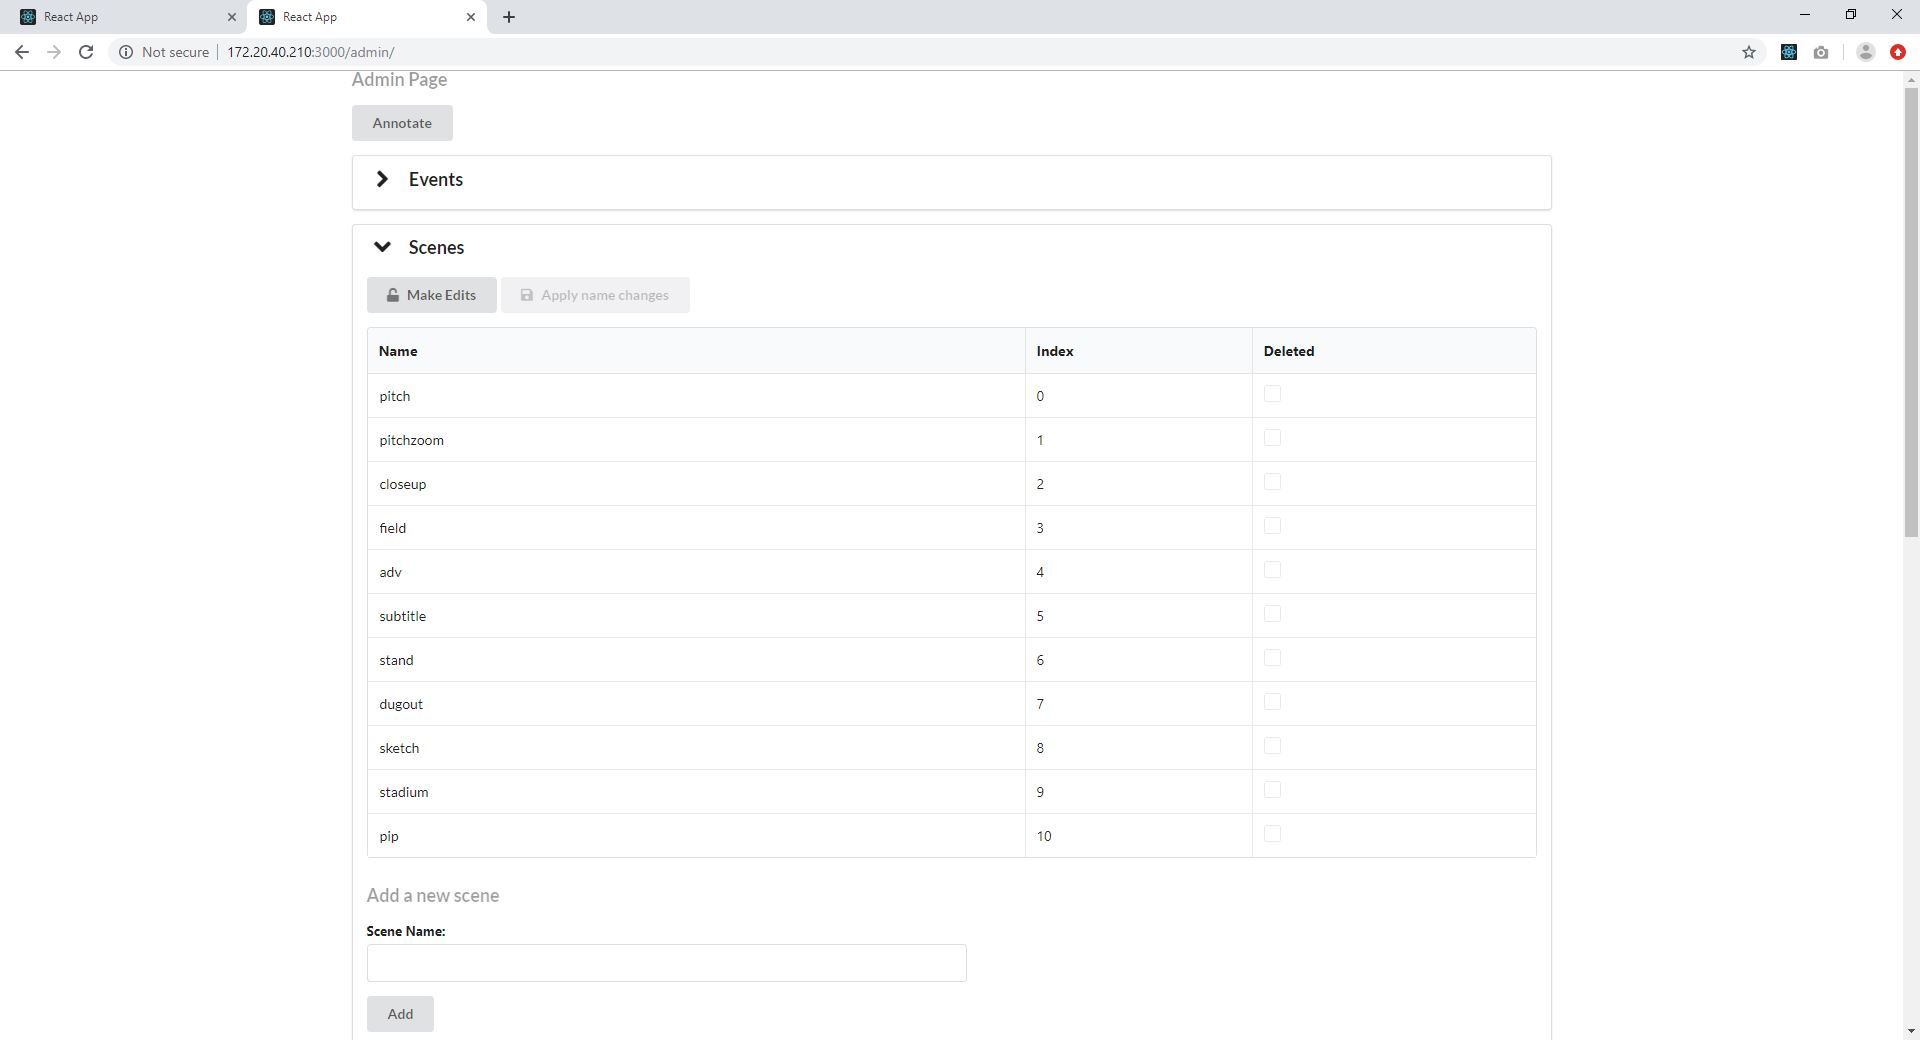 React App
React App
Not secure 172.20.40.210:3000/admin/
Admin Page
Annotate
Events
Scenes
Make Edits Apply name changes
Name Index Deleted
pitch 0
pitchzoom 1
closeup 2
field 3
adv 4
subtitle 5
stand 6
dugout 7
sketch 8
stadium 9
pip 10
Add a new scene
Scene Name:
Add